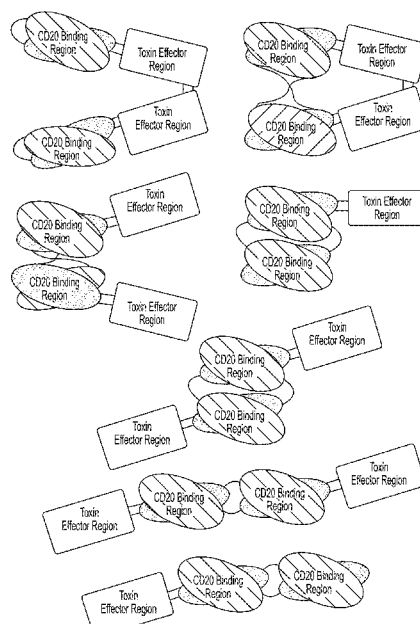 CD20 Binding
Region
Toxin Effector
Region
CD20 Binding
Region
Toxin
Effector Region
CD20 Binding
Region
Toxin Effector
Region
CD20 Binding
Region
Toxin
Effector Region
CD20 Binding
Region
Toxin
Effector Region
CD20 Binding
Region
Toxin Effector
Region
CD20 Binding
Region
Toxin Effector
Region
CD20 Binding
Region
CD20 Binding
Region
Toxin
Effector Region
CD20 Binding
Region
Toxin
Effector Region
CD20 Binding
Region
CD20 Binding
Region
Toxin
Effector Region
Toxin
Effector Region
CD20 Binding
Region
CD20 Binding
Region
Toxin
Effector Region